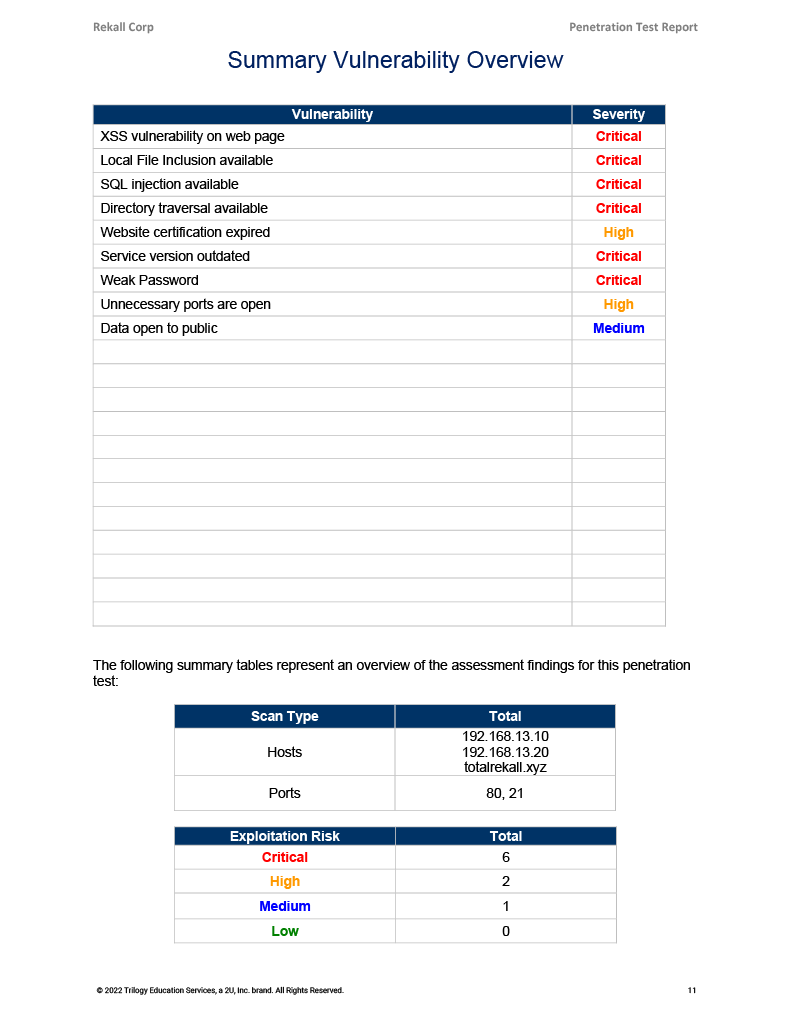 Rekall Corp Penetration Test Report
Summary Vulnerability Overview
Vulnerability Severity
XSS vulnerability on web page Critical
Local File Inclusion available Critical
SQL injection available Critical
Directory traversal available Critical
Website certification expired High
Service version outdated Critical
Weak Password Critical
Unnecessary ports are open High
Data open to public Medium
The following summary tables represent an overview of the assessment findings for this penetration
test:
Scan Type Total
Hosts 192.168.13.10
192.168.13.20
totalrekall.xyz
Ports 80, 21
Exploitation Risk Total
Critical 6
High 2
Medium 1
Low 0
© 2022 Trilogy Education Services, a 2U, Inc. brand. All Rights Reserved. 11